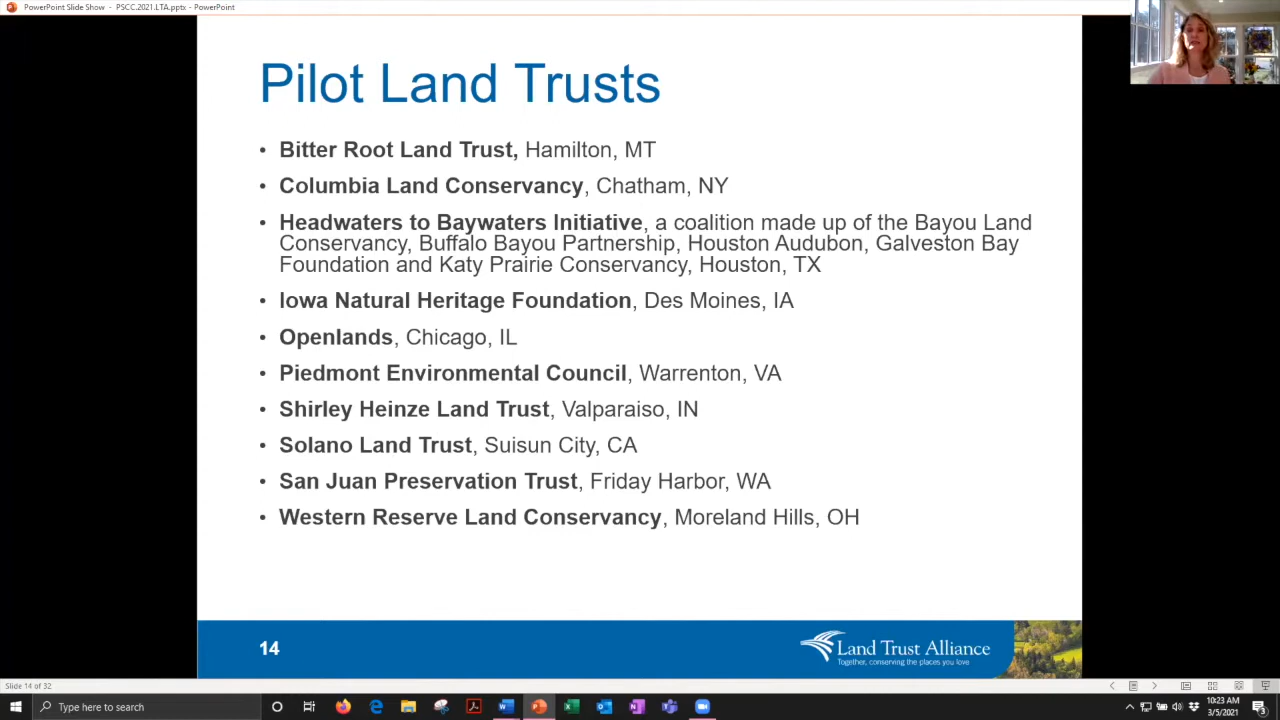 PowerPoint Slide Show - PSCC.2021.LTA.pptx - PowerPoint
Pilot Land Trusts
• Bitter Root Land Trust, Hamilton, MT
• Columbia Land Conservancy, Chatham, NY
• Headwaters to Baywaters Initiative, a coalition made up of the Bayou Land
Conservancy, Buffalo Bayou Partnership, Houston Audubon, Galveston Bay
Foundation and Katy Prairie Conservancy, Houston, TX
• Iowa Natural Heritage Foundation, Des Moines, IA
• Openlands, Chicago, IL
• Piedmont Environmental Council, Warrenton, VA
• Shirley Heinze Land Trust, Valparaiso, IN
• Solano Land Trust, Suisun City, CA
• San Juan Preservation Trust, Friday Harbor, WA
• Western Reserve Land Conservancy, Moreland Hills, OH
14
Land Trust Alliance
Together, conserving the places you love
Slide 14 of 32
Type here to search
10:23 AM
3/5/2021
3